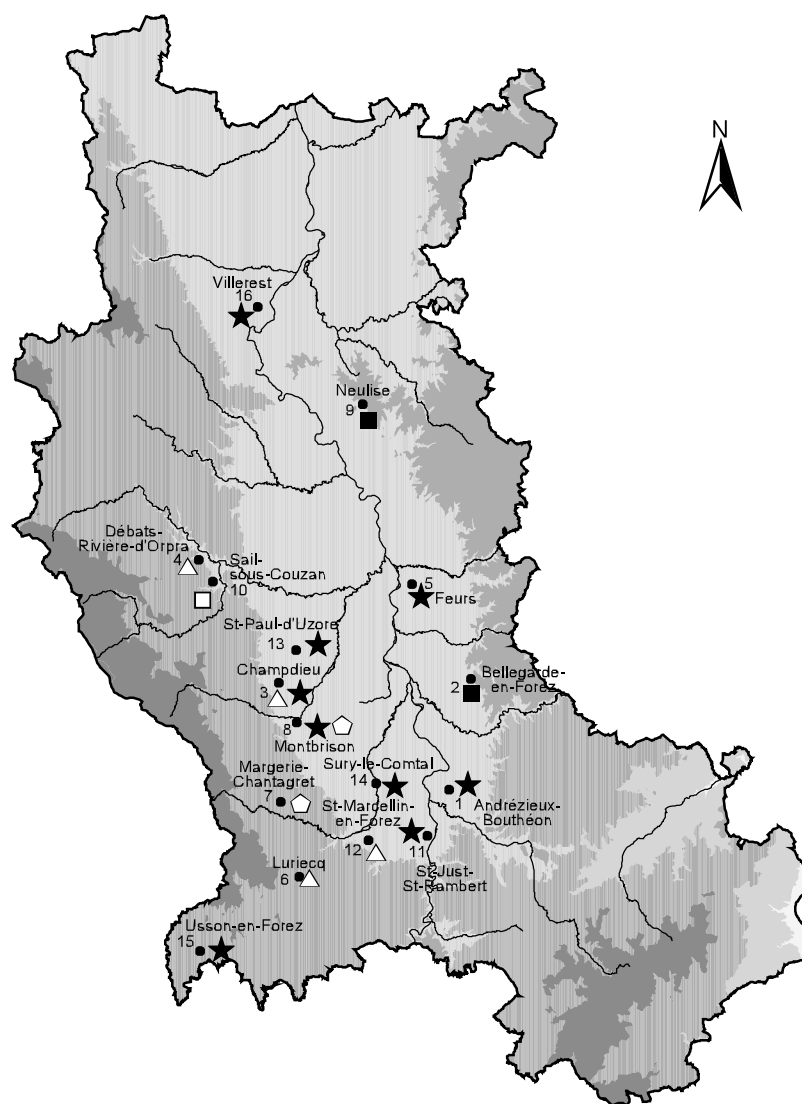 N
Villerest
16
Neulise
9
Débats-
Rivière-d'Orpra
4
Sail-
sous-Couzan
10
5
Feurs
St-Paul-d'Uzore
13
Champdieu
3
Bellegarde-
en-Forez
2
8
Montbrison
Sury-le-Comtal
14
Margerie-
Chantagret
7
1
Andrézieux-
Bouthéon
St-Marcellin-
en-Forez
12
11
St-Just-
St-Rambert
Luriecq
6
Usson-en-Forez
15